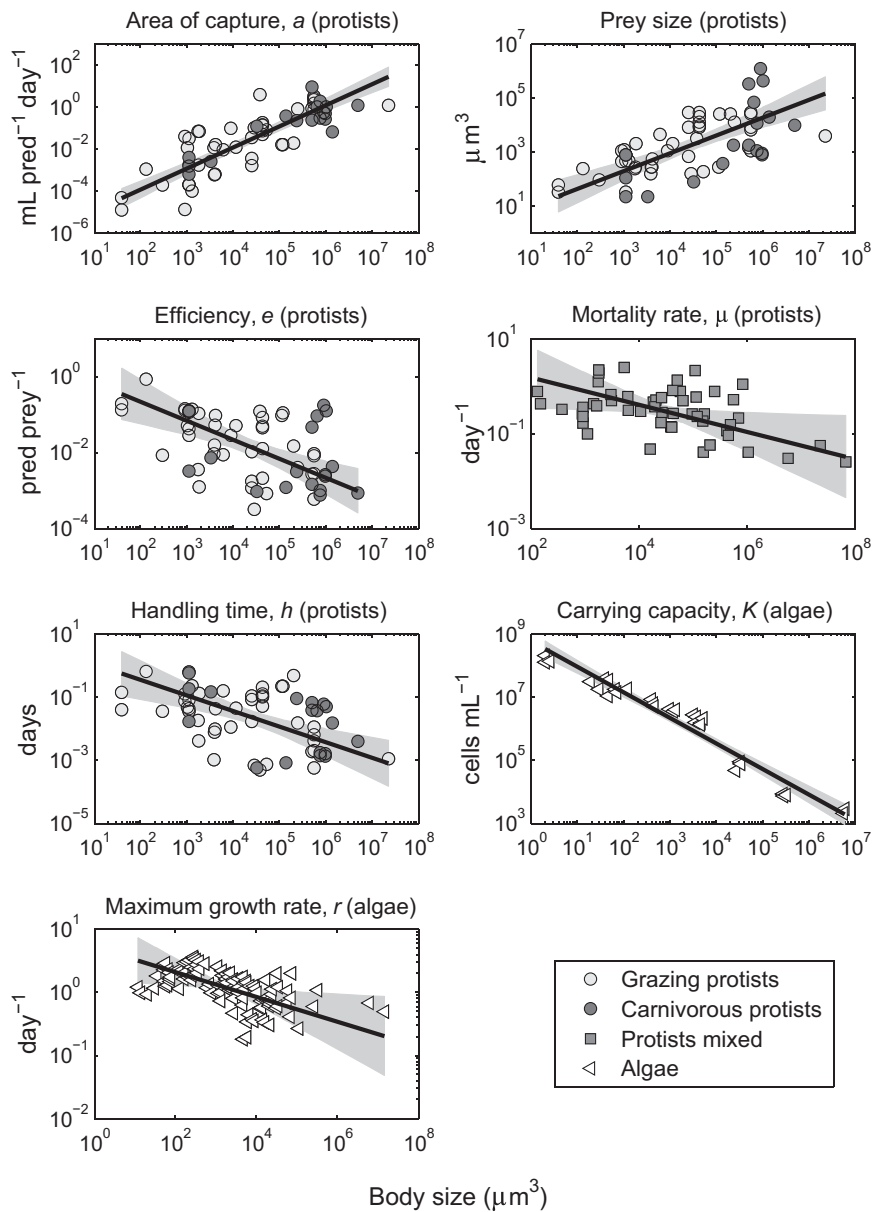 Area of capture, a (protists)
mL pred⁻¹ day⁻¹
10²
10⁰
10⁻²
10⁻⁴
10⁻⁶
10¹ 10² 10³ 10⁴ 10⁵ 10⁶ 10⁷ 10⁸
Prey size (protists)
μm³
10⁷
10⁵
10³
10¹
10¹ 10² 10³ 10⁴ 10⁵ 10⁶ 10⁷ 10⁸
Efficiency, e (protists)
pred prey⁻¹
10⁰
10⁻²
10⁻⁴
10¹ 10² 10³ 10⁴ 10⁵ 10⁶ 10⁷ 10⁸
Mortality rate, μ (protists)
day⁻¹
10¹
10⁻¹
10⁻³
10² 10⁴ 10⁶ 10⁸
Handling time, h (protists)
days
10¹
10⁻¹
10⁻³
10⁻⁵
10¹ 10² 10³ 10⁴ 10⁵ 10⁶ 10⁷ 10⁸
Carrying capacity, K (algae)
cells mL⁻¹
10⁹
10⁷
10⁵
10³
10⁰ 10¹ 10² 10³ 10⁴ 10⁵ 10⁶ 10⁷
Maximum growth rate, r (algae)
day⁻¹
10¹
10⁰
10⁻¹
10⁻²
10⁰ 10² 10⁴ 10⁶ 10⁸
Grazing protists
Carnivorous protists
Protists mixed
Algae
Body size (μm³)